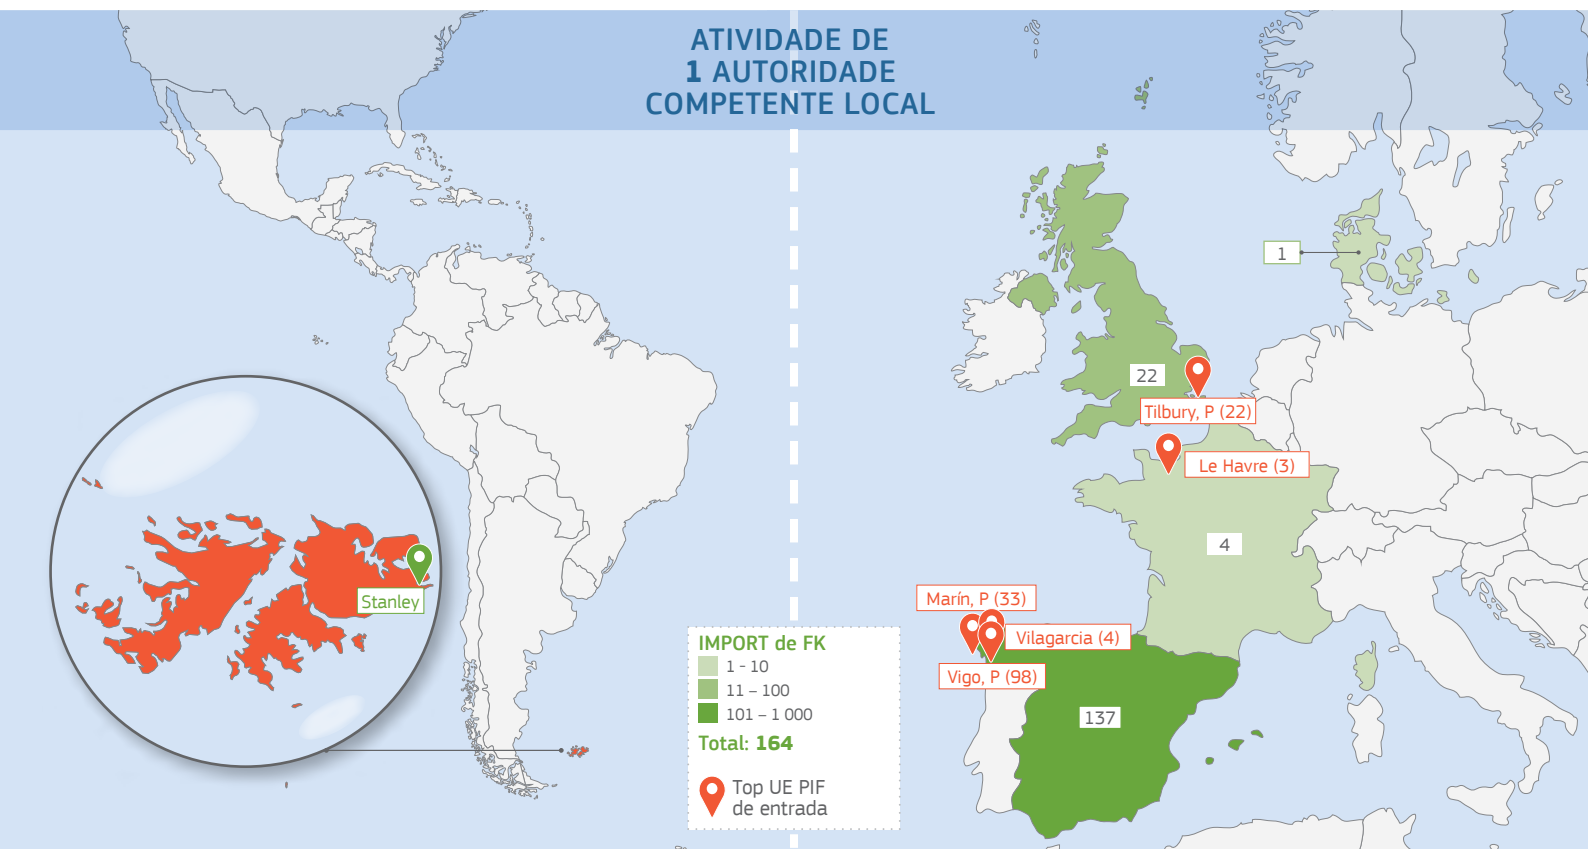 ATIVIDADE DE
1 AUTORIDADE
COMPETENTE LOCAL
1
22
Tilbury, P (22)
Le Havre (3)
4
Stanley
Marín, P (33)
Vilagarcia (4)
Vigo, P (98)
137
IMPORT de FK
1 - 10
11 – 100
101 – 1 000
Total: 164
Top UE PIF
de entrada